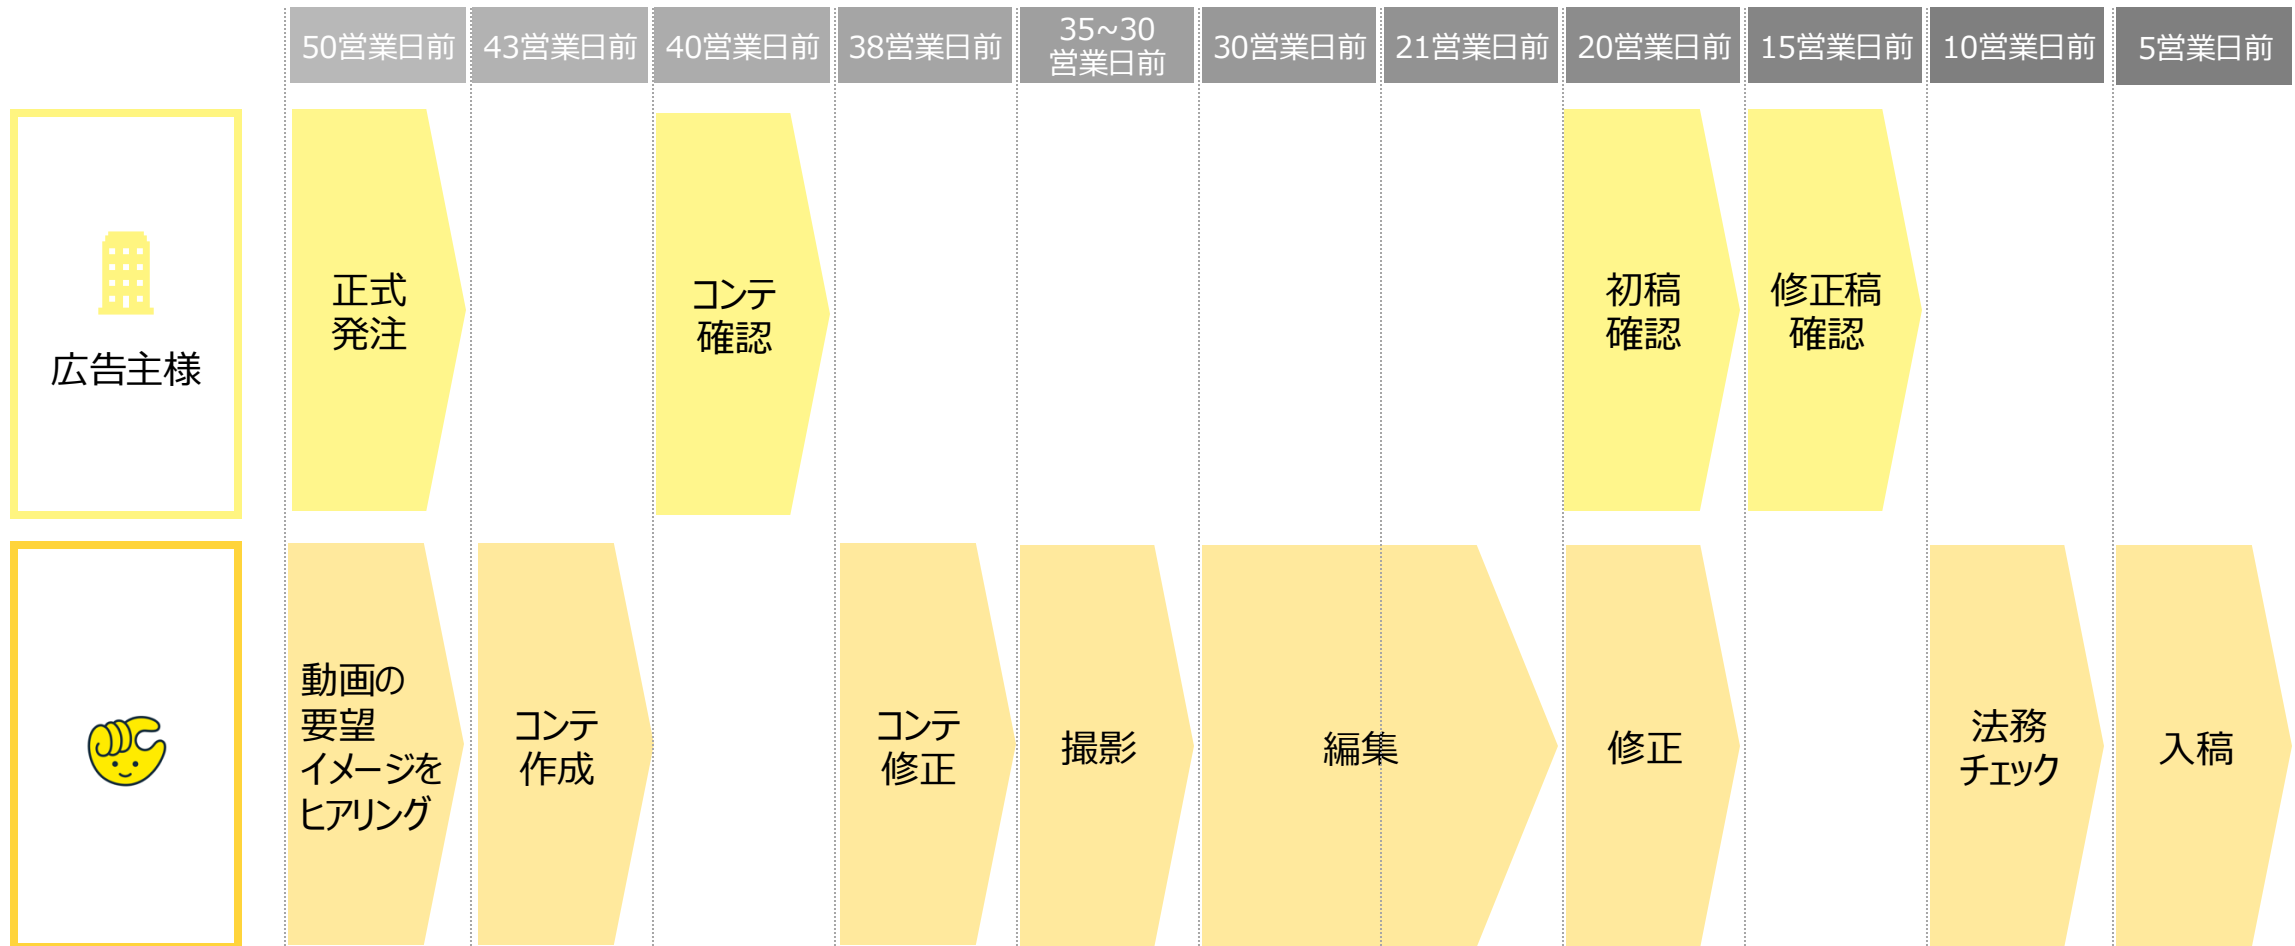 50営業日前
43営業日前
40営業日前
38営業日前
35~30
営業日前
30営業日前
21営業日前
20営業日前
15営業日前
10営業日前
5営業日前
広告主様
正式
発注
コンテ
確認
初稿
確認
修正稿
確認
動画の
要望
イメージを
ヒアリング
コンテ
作成
コンテ
修正
撮影
編集
修正
法務
チェック
入稿